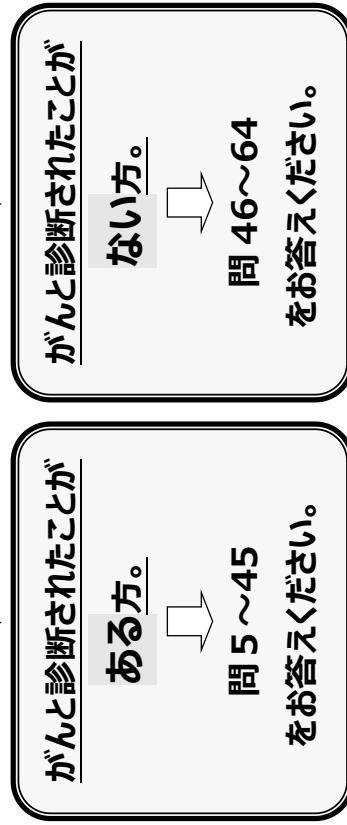 がんと診断されたことが
ある方。
問 5 ~45
をお答えください。
がんと診断されたことが
ない方。
問 46~64
をお答えください。